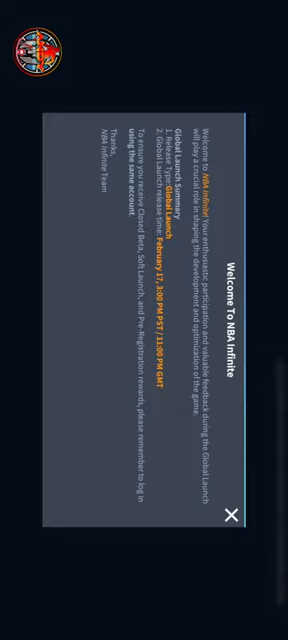 Welcome To NBA Infinite
Welcome to NBA Infinite! Your enthusiastic participation and valuable feedback during the Global Launch
will play a crucial role in shaping the development and optimization of the game.
Global Launch Summary
1. Release Type:Global Launch
2. Global Launch release time: February 17, 3:00 PM PST / 11:00 PM GMT
To ensure you receive Closed Beta, Soft Launch, and Pre-Registration rewards, please remember to log in
using the same account.
Thanks,
NBA Infinite Team